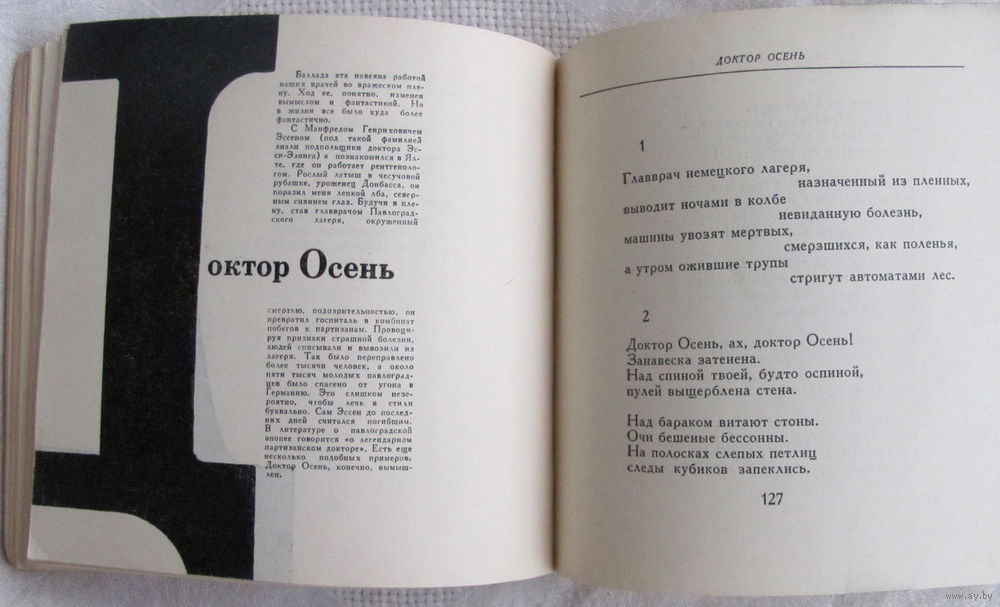 Баллада эта навеяна работой
наших врачей во вражеском пле-
ну. Ход ее, понятно, изменен
вымыслом и фантастикой. Но
в жизни все было куда более
фантастично.
С Манфредом Генриховичем
Эссеном (под такой фамилией
знали подпольщики доктора Эс-
си-Эзинга) я познакомился в Ял-
те, где он работает рентгеноло-
гом. Рослый латыш в чесучовой
рубашке, уроженец Донбасса, он
поразил меня лепкой лба, север-
ным сиянием глаз. Будучи в пле-
ну, став главврачом Павлоград-
ского лагеря, окруженный
Доктор Осень
смертью, подозрительностью, он
превратил госпиталь в комбинат
побегов к партизанам. Провоци-
руя признаки страшной болезни,
людей списывали и вывозили из
лагеря. Так было переправлено
более тысячи человек, а около
пяти тысяч молодых павлоград-
цев было спасено от угона в
Германию. Это слишком неве-
роятно, чтобы лечь в стихи
буквально. Сам Эссен до послед-
них дней считался погибшим.
В литературе о павлоградской
эпопее говорится «о легендарном
партизанском докторе». Есть еще
несколько подобных примеров.
Доктор Осень, конечно, вымыш-
лен.
ДОКТОР ОСЕНЬ
1
Главврач немецкого лагеря,
назначенный из пленных,
выводит ночами в колбе
невиданную болезнь,
машины увозят мертвых,
смерзшихся, как поленья,
а утром ожившие трупы
стригут автоматами лес.
2
Доктор Осень, ах, доктор Осень!
Занавеска затенена.
Над спиной твоей, будто оспиной,
пулей выщерблена стена.
Над бараком витают стоны.
Очи бешеные бессонны.
На полосках слепых петлиц
следы кубиков запеклись.
127
www.ay.by